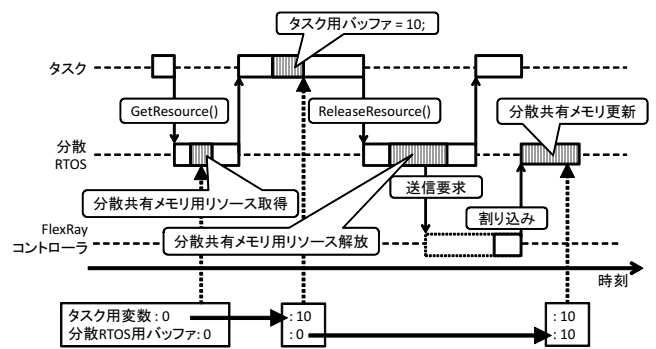 タスク用バッファ = 10;
タスク
GetResource()
ReleaseResource()
分散共有メモリ更新
分散
RTOS
分散共有メモリ用リソース取得
送信要求
分散共有メモリ用リソース解放
割り込み
FlexRay
コントローラ
時刻
タスク用変数 : 0
分散RTOS用バッファ: 0
: 10
: 0
: 10
: 10